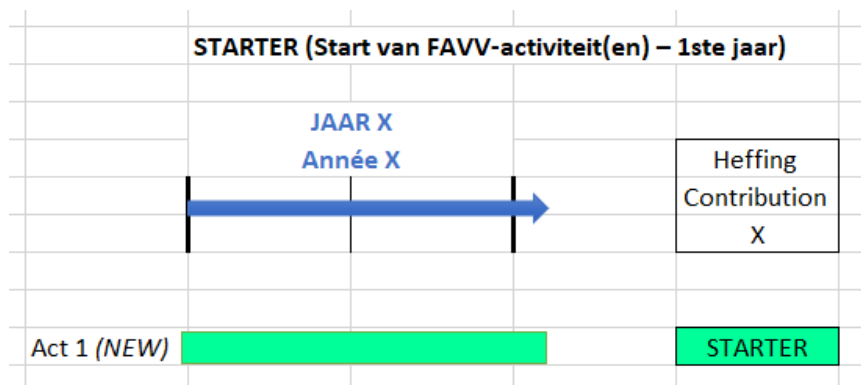 STARTER (Start van FAVV-activiteit(en) – 1ste jaar)
JAAR X
Année X
Heffing
Contribution
X
Act 1 (NEW)
STARTER